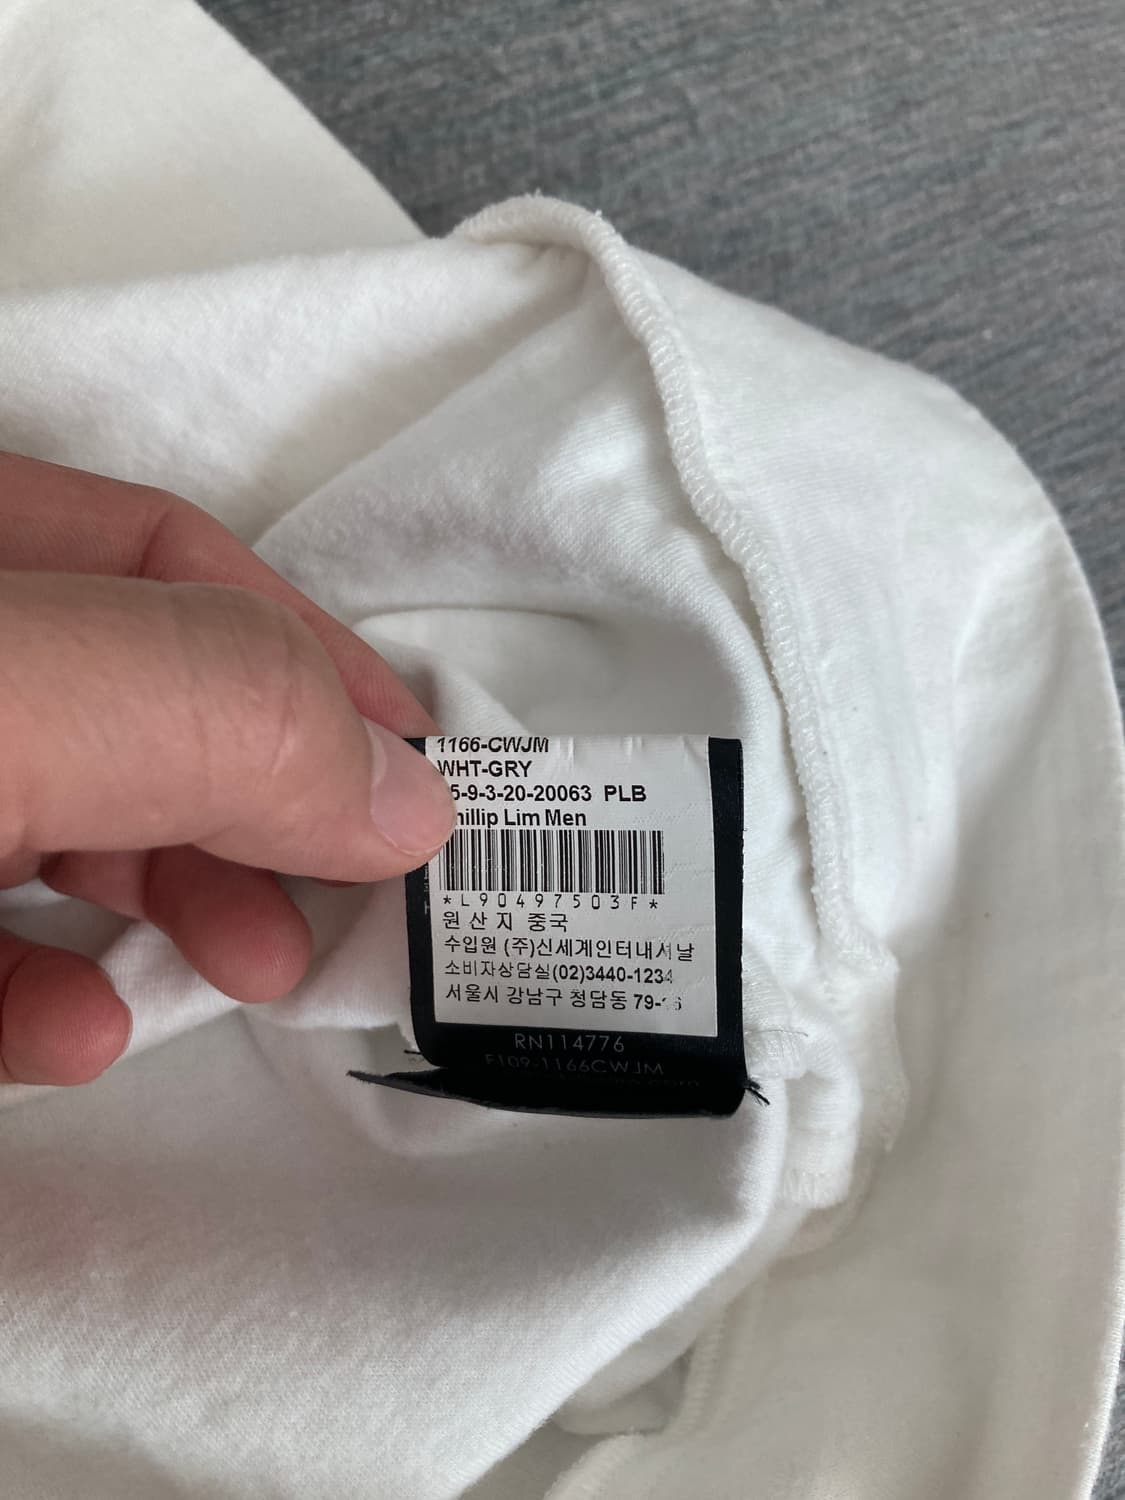 1166-CWJM
WHT-GRY
5-9-3-20-20063 PLB
hillip Lim Men
*L90497503F*
원산지 중국
수입원 (주)신세계인터내셔날
소비자상담실(02)3440-1234
서울시 강남구 청담동
RN114776
F109-1166CWJM